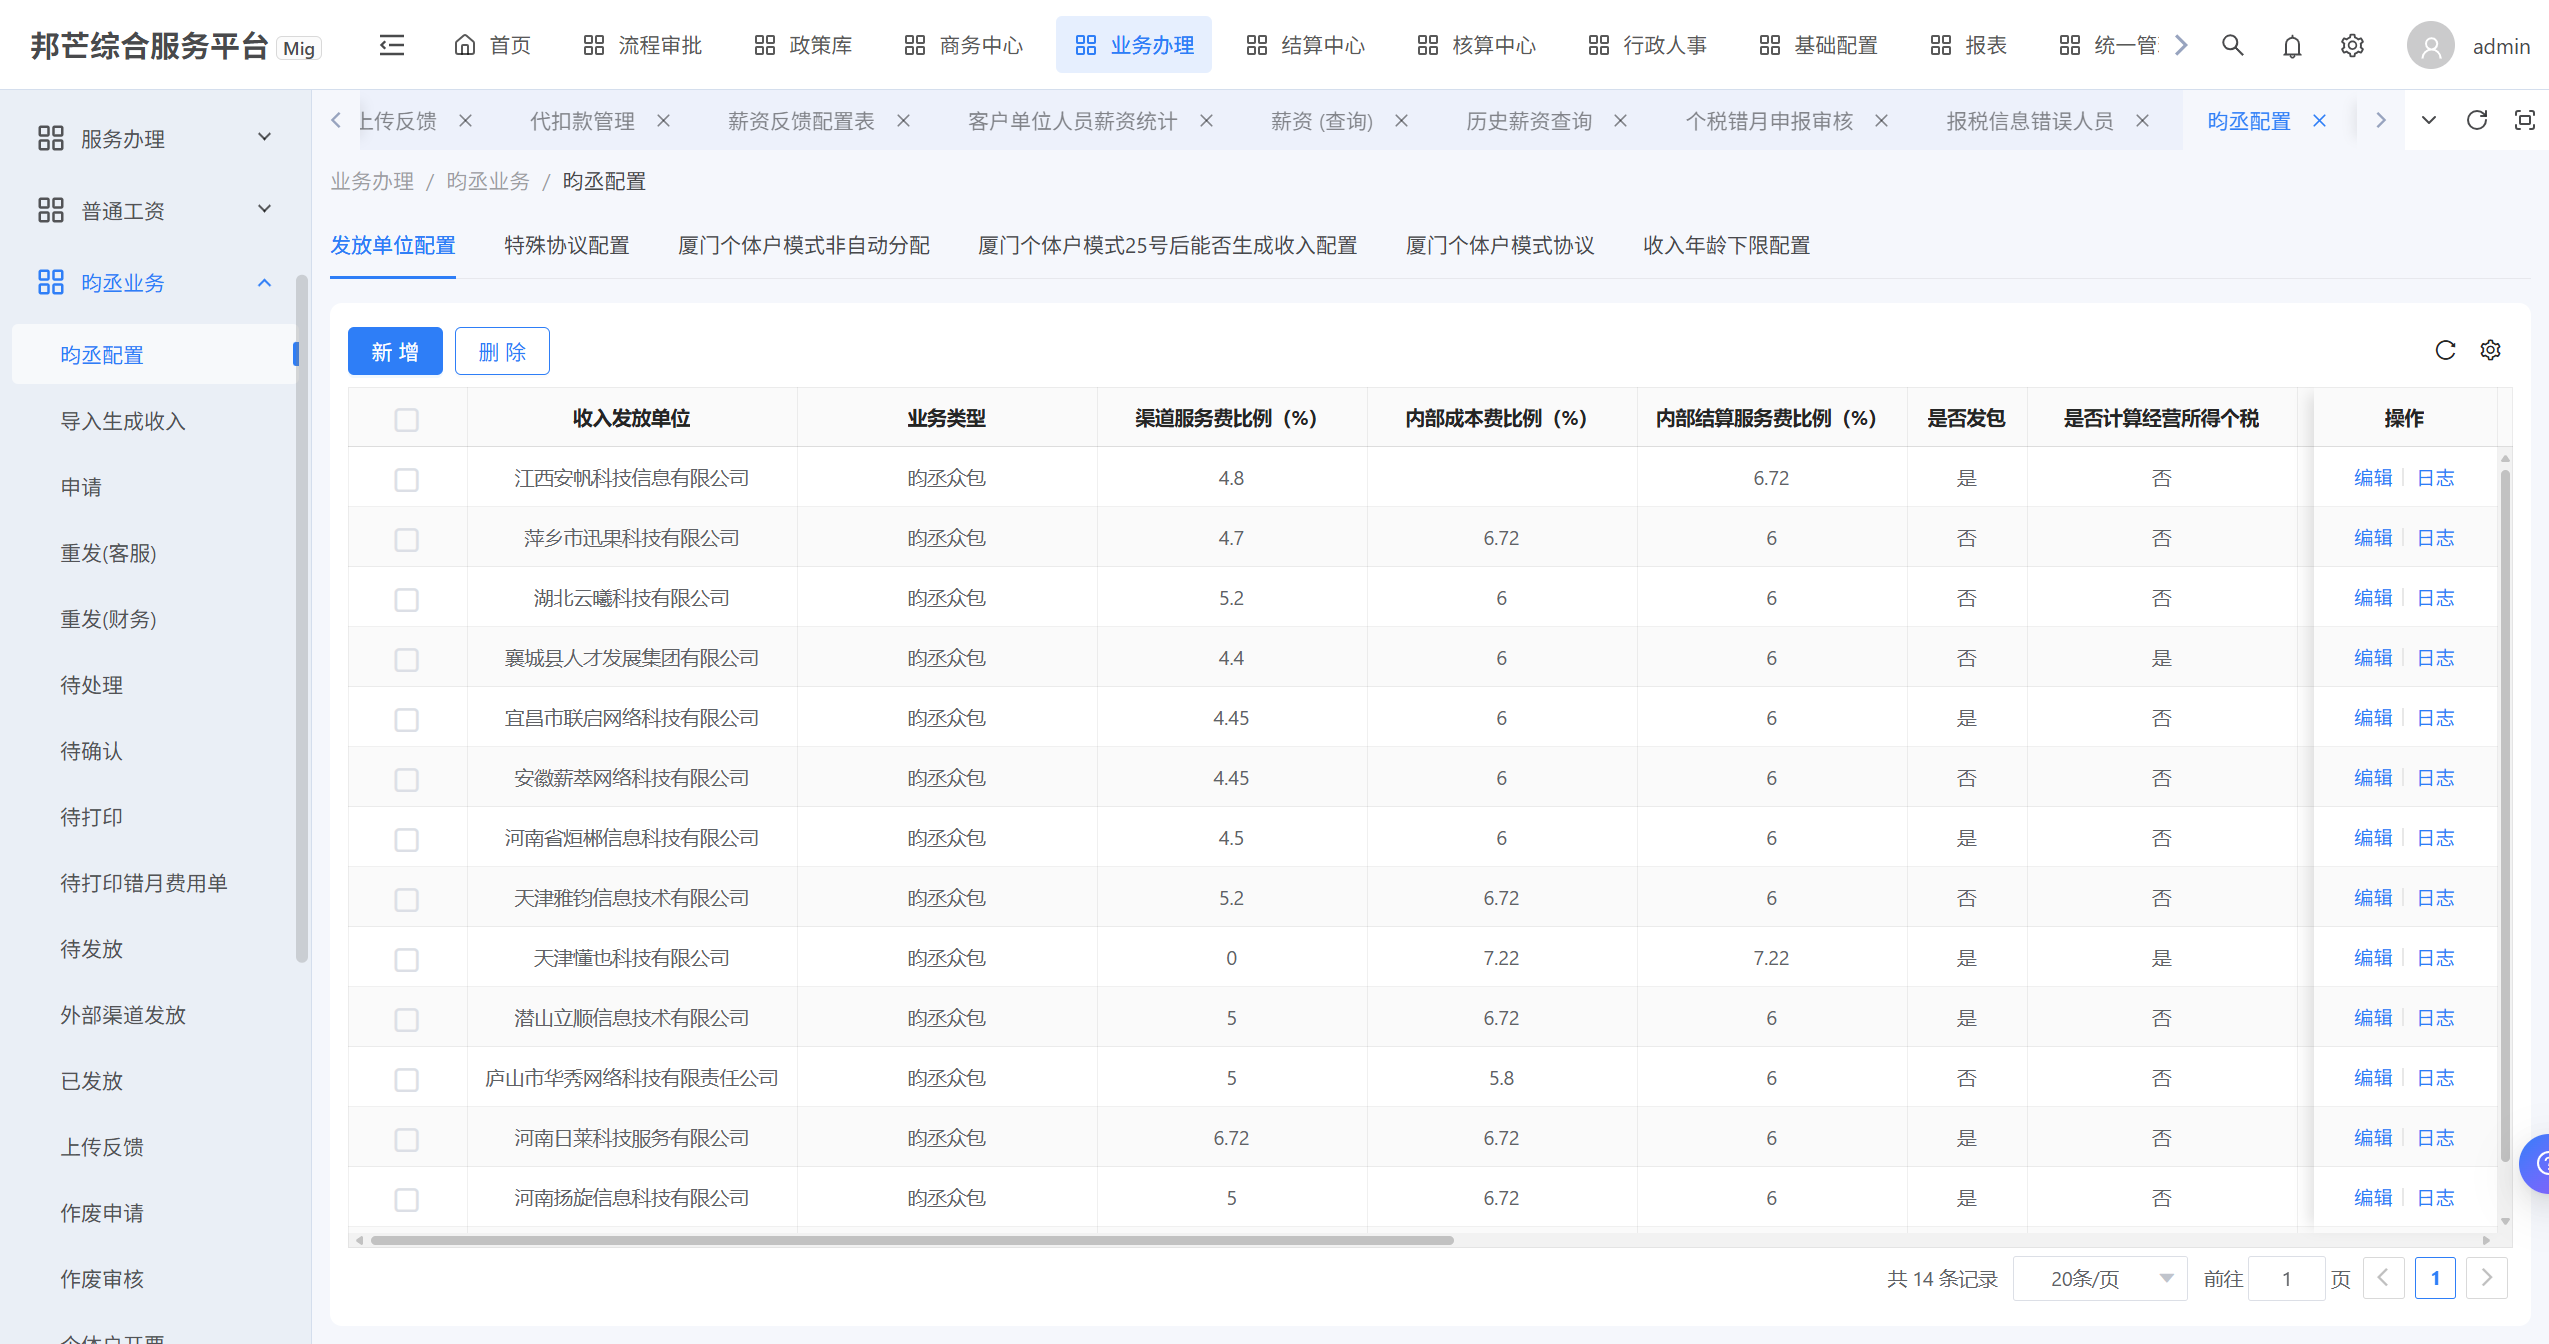 邦芒综合服务平台 Mig 首页 流程审批 政策库 商务中心 业务办理 结算中心 核算中心 行政人事 基础配置 报表 统一管 admin
上传反馈 代扣款管理 薪资反馈配置表 客户单位人员薪资统计 薪资 (查询) 历史薪资查询 个税错月申报审核 报税信息错误人员 昀丞配置
服务办理
普通工资
昀丞业务
昀丞配置
导入生成收入
申请
重发(客服)
重发(财务)
待处理
待确认
待打印
待打印错月费用单
待发放
外部渠道发放
已发放
上传反馈
作废申请
作废审核
个体户开票
业务办理 / 昀丞业务 / 昀丞配置
发放单位配置 特殊协议配置 厦门个体户模式非自动分配 厦门个体户模式25号后能否生成收入配置 厦门个体户模式协议 收入年龄下限配置
新增 删除
收入发放单位 业务类型 渠道服务费比例（%） 内部成本费比例（%） 内部结算服务费比例（%） 是否发包 是否计算经营所得个税 操作
江西安帆科技信息有限公司 昀丞众包 4.8 6.72 是 否 编辑 日志
萍乡市迅果科技有限公司 昀丞众包 4.7 6.72 6 否 否 编辑 日志
湖北云曦科技有限公司 昀丞众包 5.2 6 6 否 否 编辑 日志
襄城县人才发展集团有限公司 昀丞众包 4.4 6 6 否 是 编辑 日志
宜昌市联启网络科技有限公司 昀丞众包 4.45 6 6 是 否 编辑 日志
安徽薪萃网络科技有限公司 昀丞众包 4.45 6 6 否 否 编辑 日志
河南省烜郴信息科技有限公司 昀丞众包 4.5 6 6 是 否 编辑 日志
天津雅钧信息技术有限公司 昀丞众包 5.2 6.72 6 否 否 编辑 日志
天津懂也科技有限公司 昀丞众包 0 7.22 7.22 是 是 编辑 日志
潜山立顺信息技术有限公司 昀丞众包 5 6.72 6 是 否 编辑 日志
庐山市华秀网络科技有限责任公司 昀丞众包 5 5.8 6 否 否 编辑 日志
河南日莱科技服务有限公司 昀丞众包 6.72 6.72 6 是 否 编辑 日志
河南扬旋信息科技有限公司 昀丞众包 5 6.72 6 是 否 编辑 日志
共 14 条记录 20条/页 前往 1 页 1